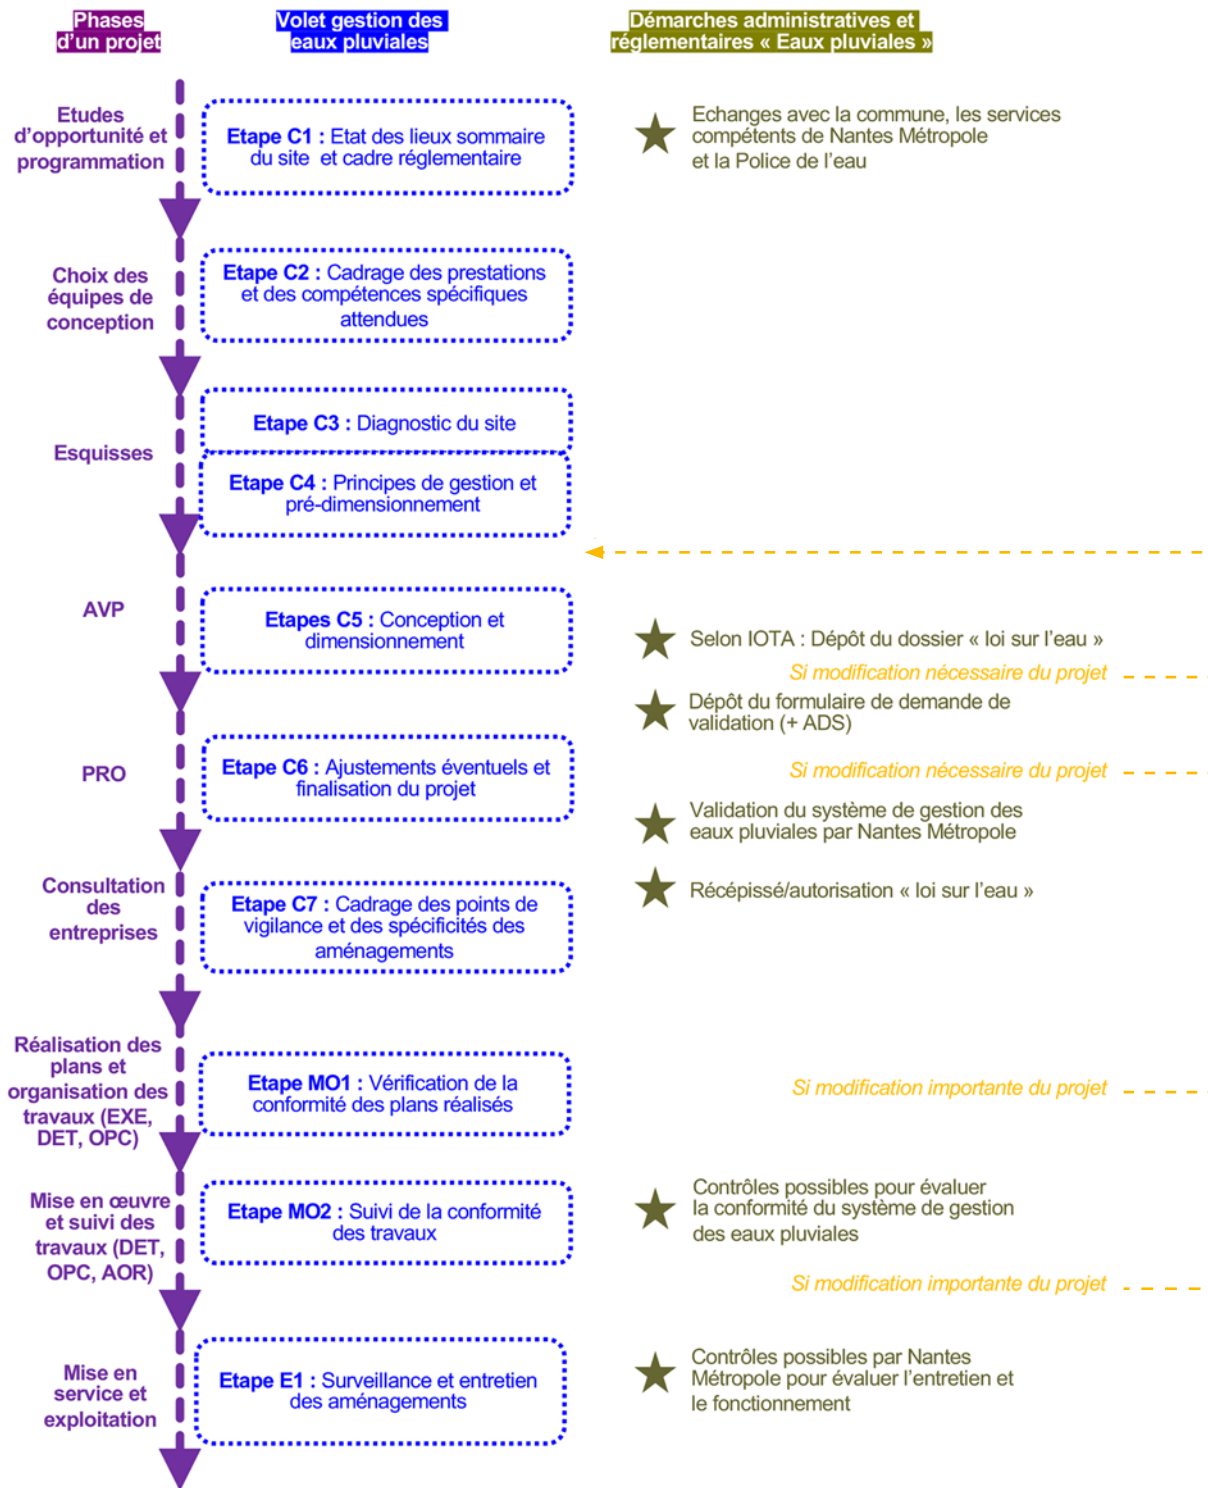 Phases
d’un projet
Volet gestion des
eaux pluviales
Démarches administratives et
réglementaires « Eaux pluviales »
Etudes
d’opportunité et
programmation
Etape C1 : Etat des lieux sommaire
du site et cadre réglementaire
Echanges avec la commune, les services
compétents de Nantes Métropole
et la Police de l’eau
Choix des
équipes de
conception
Etape C2 : Cadrage des prestations
et des compétences spécifiques
attendues
Esquisses
Etape C3 : Diagnostic du site
Etape C4 : Principes de gestion et
pré-dimensionnement
AVP
Etapes C5 : Conception et
dimensionnement
Selon IOTA : Dépôt du dossier « loi sur l’eau »
Si modification nécessaire du projet
Dépôt du formulaire de demande de
validation (+ ADS)
PRO
Etape C6 : Ajustements éventuels et
finalisation du projet
Si modification nécessaire du projet
Validation du système de gestion des
eaux pluviales par Nantes Métropole
Consultation
des
entreprises
Etape C7 : Cadrage des points de
vigilance et des spécificités des
aménagements
Récépissé/autorisation « loi sur l’eau »
Réalisation des
plans et
organisation des
travaux (EXE,
DET, OPC)
Etape MO1 : Vérification de la
conformité des plans réalisés
Si modification importante du projet
Mise en œuvre
et suivi des
travaux (DET,
OPC, AOR)
Etape MO2 : Suivi de la conformité
des travaux
Contrôles possibles pour évaluer
la conformité du système de gestion
des eaux pluviales
Si modification importante du projet
Mise en
service et
exploitation
Etape E1 : Surveillance et entretien
des aménagements
Contrôles possibles par Nantes
Métropole pour évaluer l’entretien et
le fonctionnement